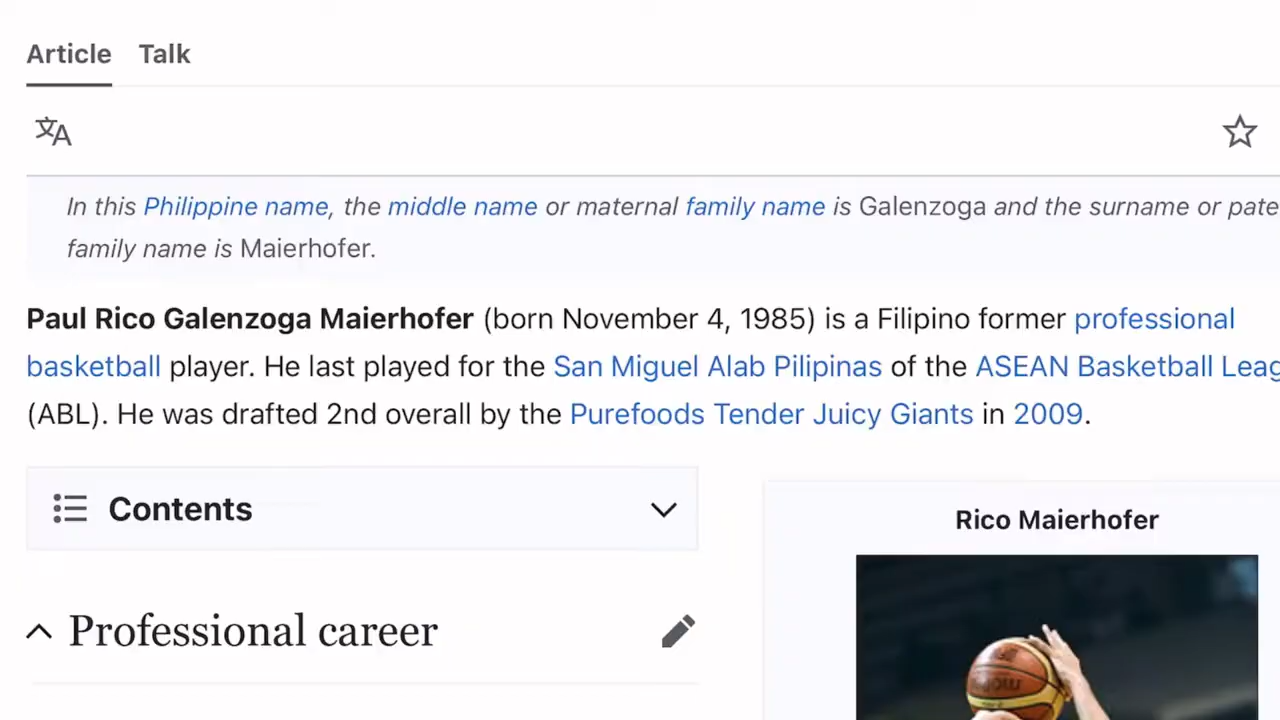 Article Talk
In this Philippine name, the middle name or maternal family name is Galenzoga and the surname or pate
family name is Maierhofer.
Paul Rico Galenzoga Maierhofer (born November 4, 1985) is a Filipino former professional
basketball player. He last played for the San Miguel Alab Pilipinas of the ASEAN Basketball Leag
(ABL). He was drafted 2nd overall by the Purefoods Tender Juicy Giants in 2009.
Contents
Rico Maierhofer
Professional career